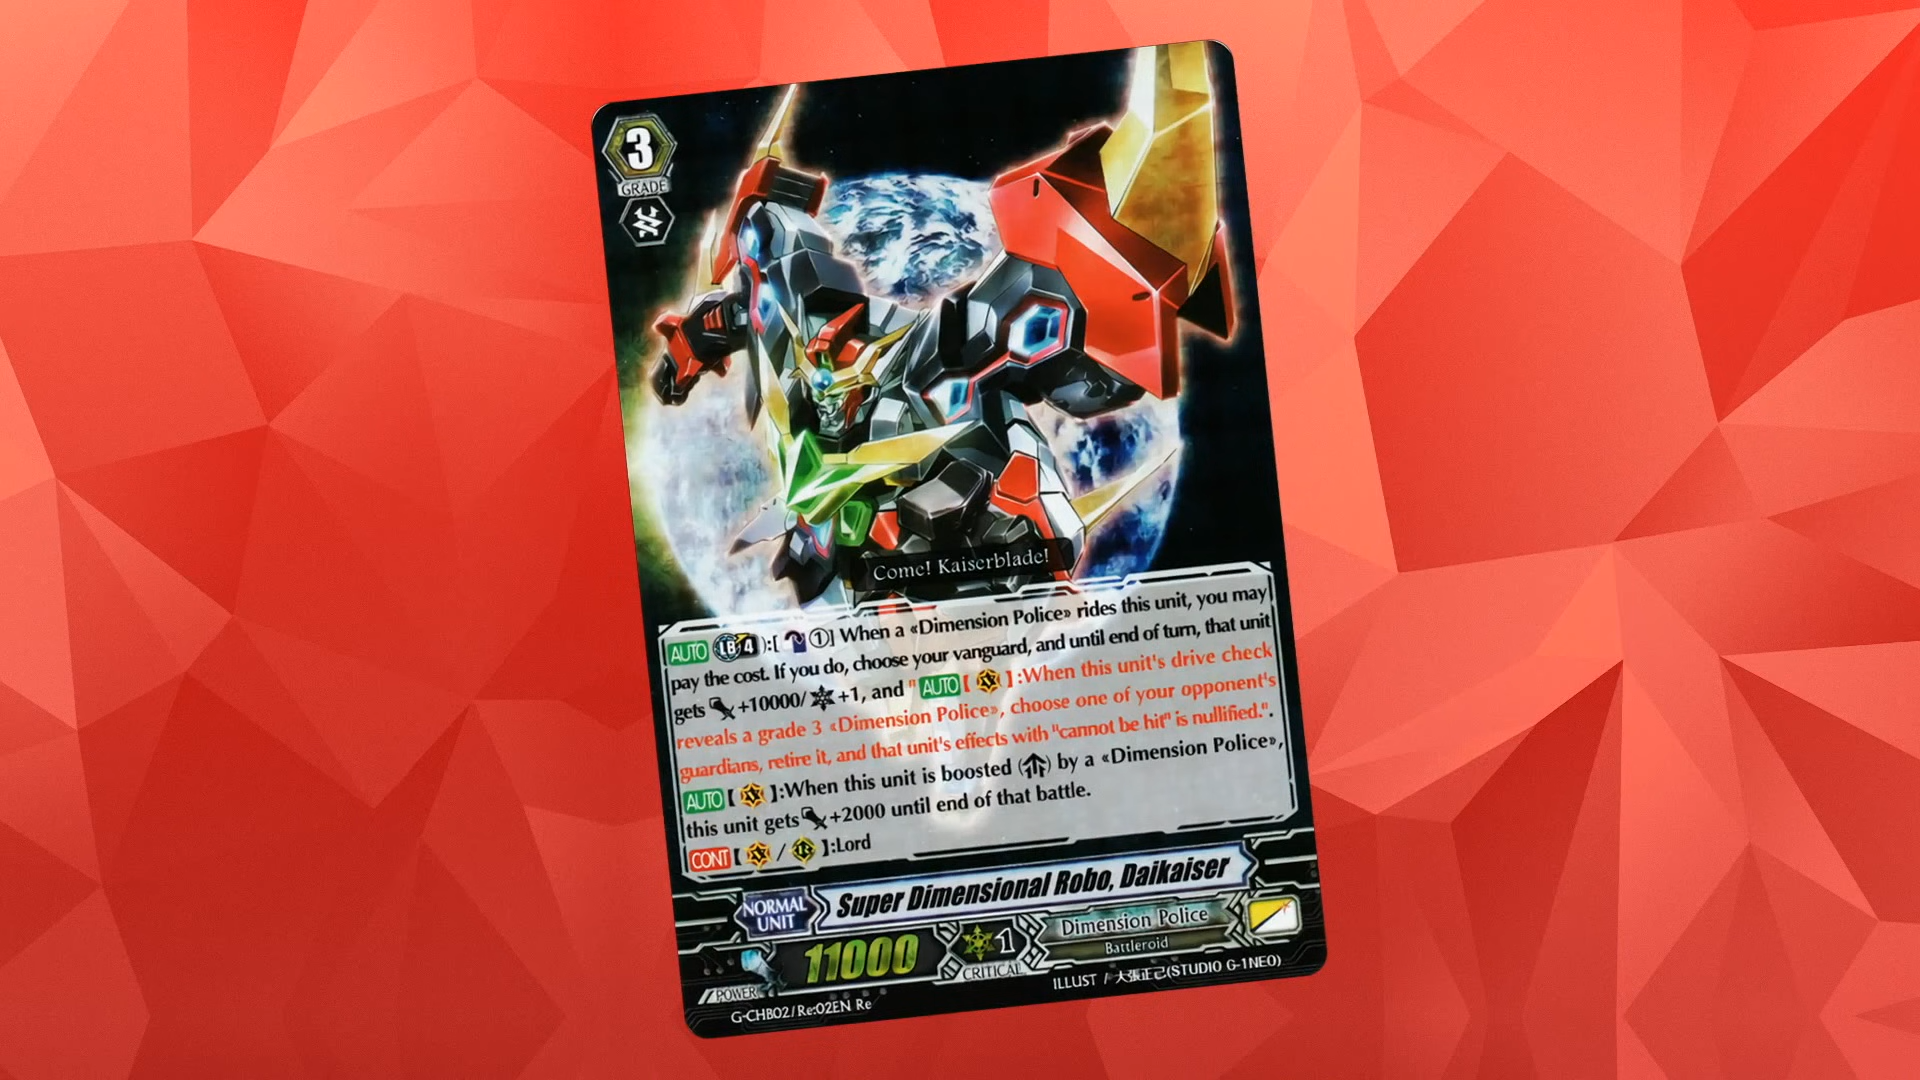 3
GRADE
Come! Kaiserblade!
AUTO (LB4):[①] When a «Dimension Police» rides this unit, you may
pay the cost. If you do, choose your vanguard, and until end of turn, that unit
gets +10000/+1, and "AUTO【】:When this unit's drive check
reveals a grade 3 «Dimension Police», choose one of your opponent's
guardians, retire it, and that unit's effects with "cannot be hit" is nullified.".
AUTO【】:When this unit is boosted () by a «Dimension Police»,
this unit gets +2000 until end of that battle.
CONT【 / R】:Lord
NORMAL UNIT
Super Dimensional Robo, Daikaiser
POWER 11000
1 CRITICAL
Dimension Police
Battleroid
G-CHB02/Re:02EN Re
ILLUST / 大張正己(STUDIO G-1NEO)